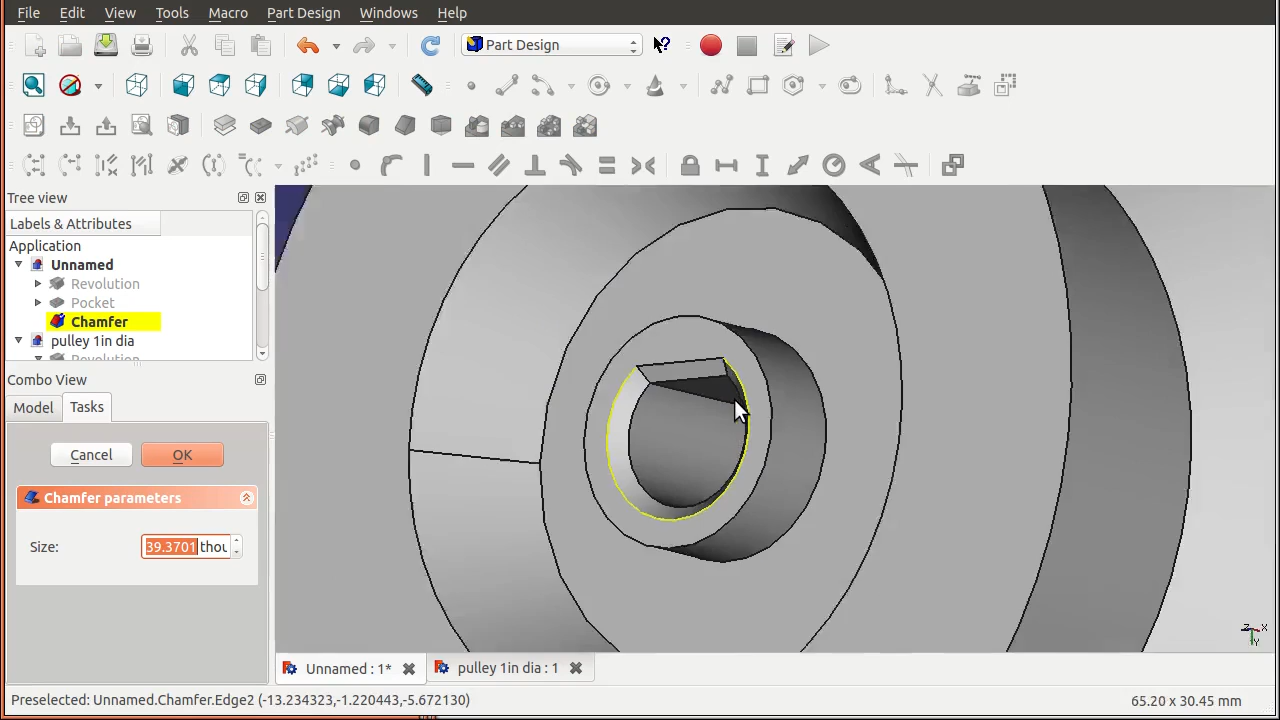 File Edit View Tools Macro Part Design Windows Help
Part Design
Tree view
Labels & Attributes
Application
Unnamed
Revolution
Pocket
Chamfer
pulley 1in dia
Revolution
Combo View
Model Tasks
Cancel OK
Chamfer parameters
Size: 39.3701 thou
Z X
Y
Unnamed : 1* pulley 1in dia : 1
Preselected: Unnamed.Chamfer.Edge2 (-13.234323,-1.220443,-5.672130) 65.20 x 30.45 mm